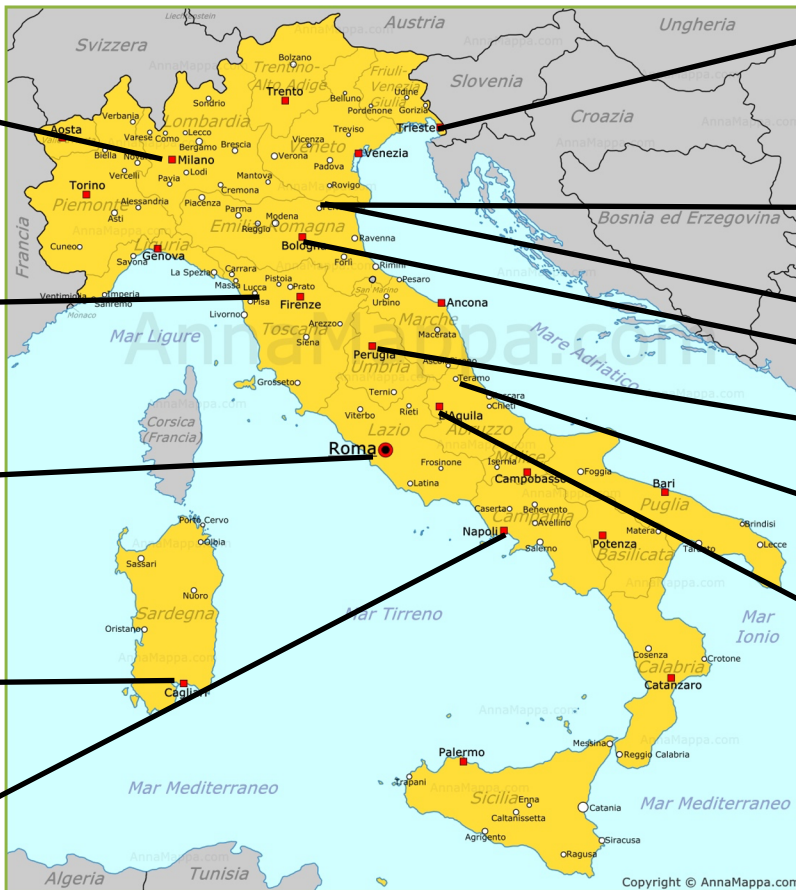 Liechtenstein
Austria
Ungheria
Svizzera
AnnaMappa.com
Slovenia
Croazia
Bosnia ed Erzegovina
Francia
Bolzano
Trentino-
Alto Adige
Trento
Friuli-
Venezia
Giulia
Udine
Belluno
Pordenone
Gorizia
Trieste
Sondrio
Verbania
Lombardia
Aosta
Varese
Como
Lecco
Bergamo
Brescia
Biella
Milano
Treviso
Vicenza
Veneto
Verona
Venezia
Padova
Rovigo
Vercelli
Pavia
Lodi
Cremona
Mantova
Torino
Piemonte
Alessandria
Asti
Cuneo
Piacenza
Parma
Reggio
Modena
Emilia Romagna
Bologna
Ravenna
Forlì
Rimini
Liguria
Genova
Savona
La Spezia
Imperia
Sanremo
Ventimiglia
Monaco
Carrara
Massa
Lucca
Pistoia
Prato
Pisa
Firenze
Livorno
San Marino
Pesaro
Urbino
Ancona
Mar Ligure
Toscana
Arezzo
Siena
Marche
Macerata
Perugia
Umbria
Mare Adriatico
AnnaMappa.com
Grosseto
Terni
Teramo
Chieti
Viterbo
Rieti
L'Aquila
Abruzzo
Corsica
(Francia)
Roma
Lazio
Frosinone
Latina
Isernia
Molise
Campobasso
Foggia
Bari
Puglia
Caserta
Benevento
Campania
Avellino
Napoli
Salerno
Potenza
Matera
Basilicata
Taranto
Brindisi
Lecce
Porto Cervo
Olbia
Sassari
Nuoro
Sardegna
Oristano
Cagliari
Mar Tirreno
Mar
Ionio
Cosenza
Crotone
Calabria
Catanzaro
Messina
Reggio Calabria
Palermo
Trapani
Sicilia
Enna
Caltanissetta
Catania
Agrigento
Siracusa
Ragusa
Mar Mediterraneo
Mar Mediterraneo
Algeria
Tunisia
AnnaMappa.com
Copyright © AnnaMappa.com